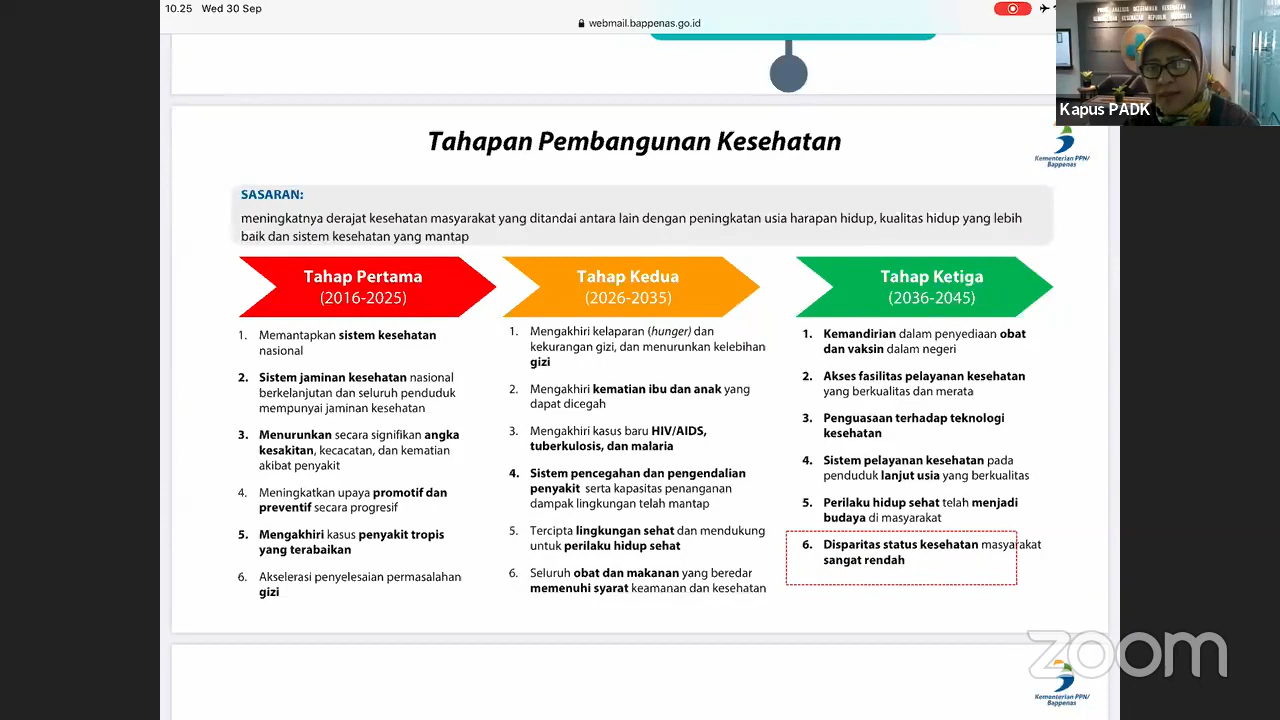 10.25 Wed 30 Sep
webmail.bappenas.go.id
PUSAT ANALISIS DETERMINAN KESEHATAN
KEMENTERIAN KESEHATAN REPUBLIK INDONESIA
Kapus PADK
Tahapan Pembangunan Kesehatan
Kementerian PPN/
Bappenas
SASARAN:
meningkatnya derajat kesehatan masyarakat yang ditandai antara lain dengan peningkatan usia harapan hidup, kualitas hidup yang lebih
baik dan sistem kesehatan yang mantap
Tahap Pertama
(2016-2025)
1. Memantapkan sistem kesehatan
nasional
2. Sistem jaminan kesehatan nasional
berkelanjutan dan seluruh penduduk
mempunyai jaminan kesehatan
3. Menurunkan secara signifikan angka
kesakitan, kecacatan, dan kematian
akibat penyakit
4. Meningkatkan upaya promotif dan
preventif secara progresif
5. Mengakhiri kasus penyakit tropis
yang terabaikan
6. Akselerasi penyelesaian permasalahan
gizi
Tahap Kedua
(2026-2035)
1. Mengakhiri kelaparan (hunger) dan
kekurangan gizi, dan menurunkan kelebihan
gizi
2. Mengakhiri kematian ibu dan anak yang
dapat dicegah
3. Mengakhiri kasus baru HIV/AIDS,
tuberkulosis, dan malaria
4. Sistem pencegahan dan pengendalian
penyakit serta kapasitas penanganan
dampak lingkungan telah mantap
5. Tercipta lingkungan sehat dan mendukung
untuk perilaku hidup sehat
6. Seluruh obat dan makanan yang beredar
memenuhi syarat keamanan dan kesehatan
Tahap Ketiga
(2036-2045)
1. Kemandirian dalam penyediaan obat
dan vaksin dalam negeri
2. Akses fasilitas pelayanan kesehatan
yang berkualitas dan merata
3. Penguasaan terhadap teknologi
kesehatan
4. Sistem pelayanan kesehatan pada
penduduk lanjut usia yang berkualitas
5. Perilaku hidup sehat telah menjadi
budaya di masyarakat
6. Disparitas status kesehatan masyarakat
sangat rendah
zoom
Kementerian PPN/
Bappenas